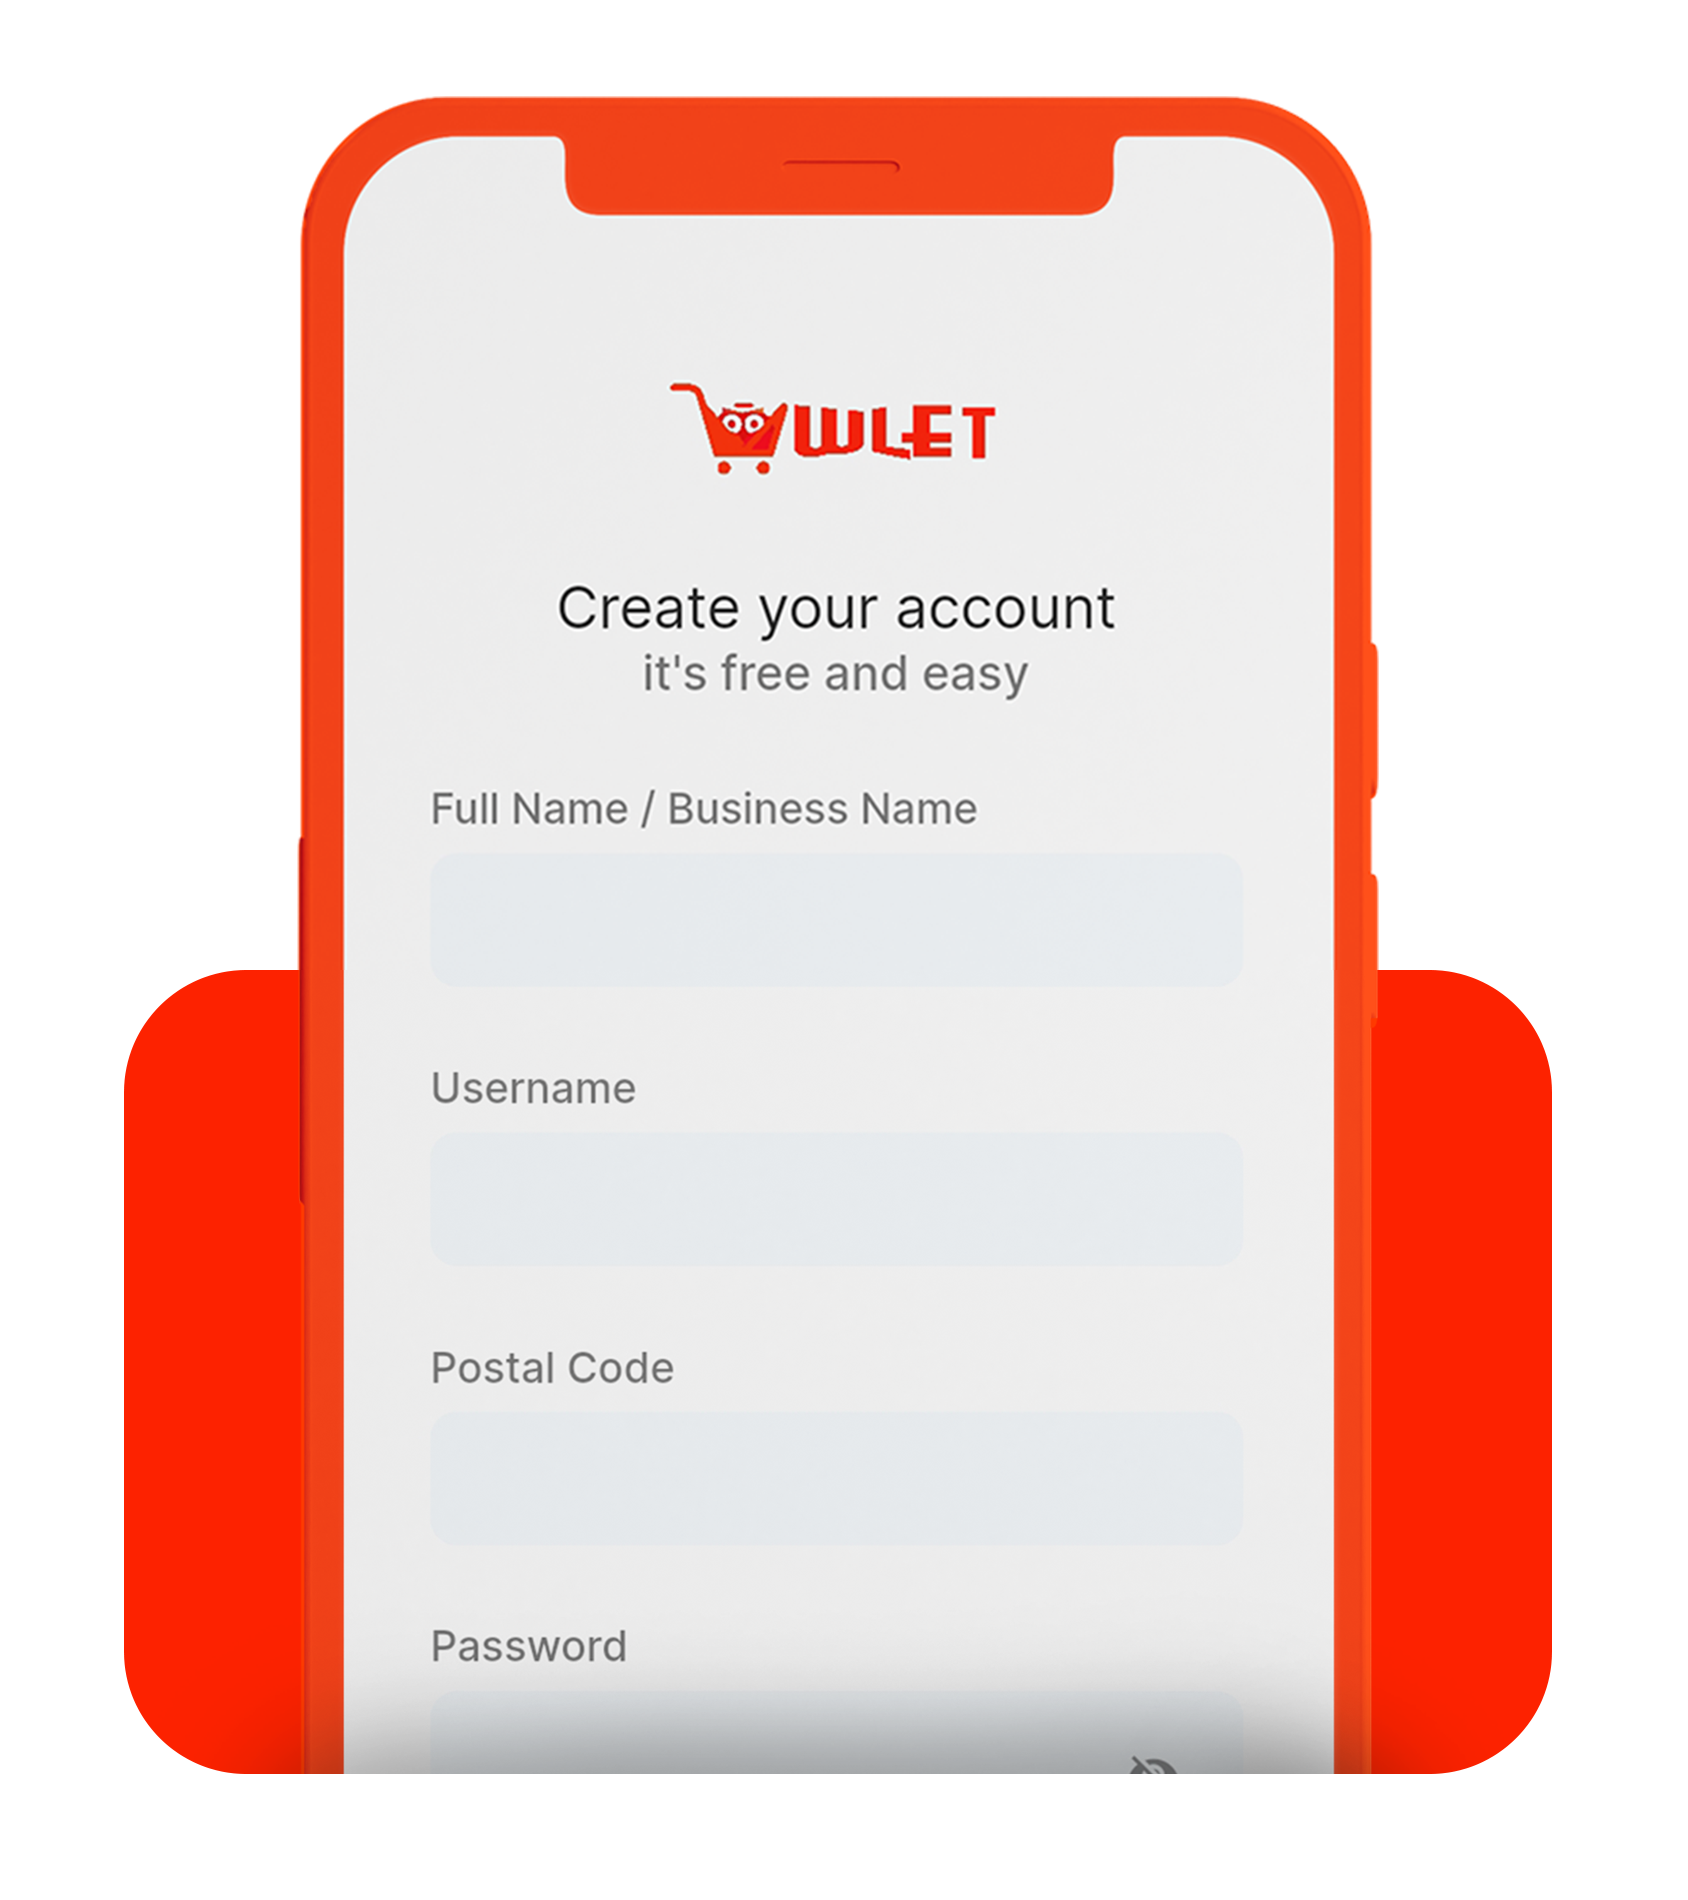 WLET
Create your account
it's free and easy
Full Name / Business Name
Username
Postal Code
Password